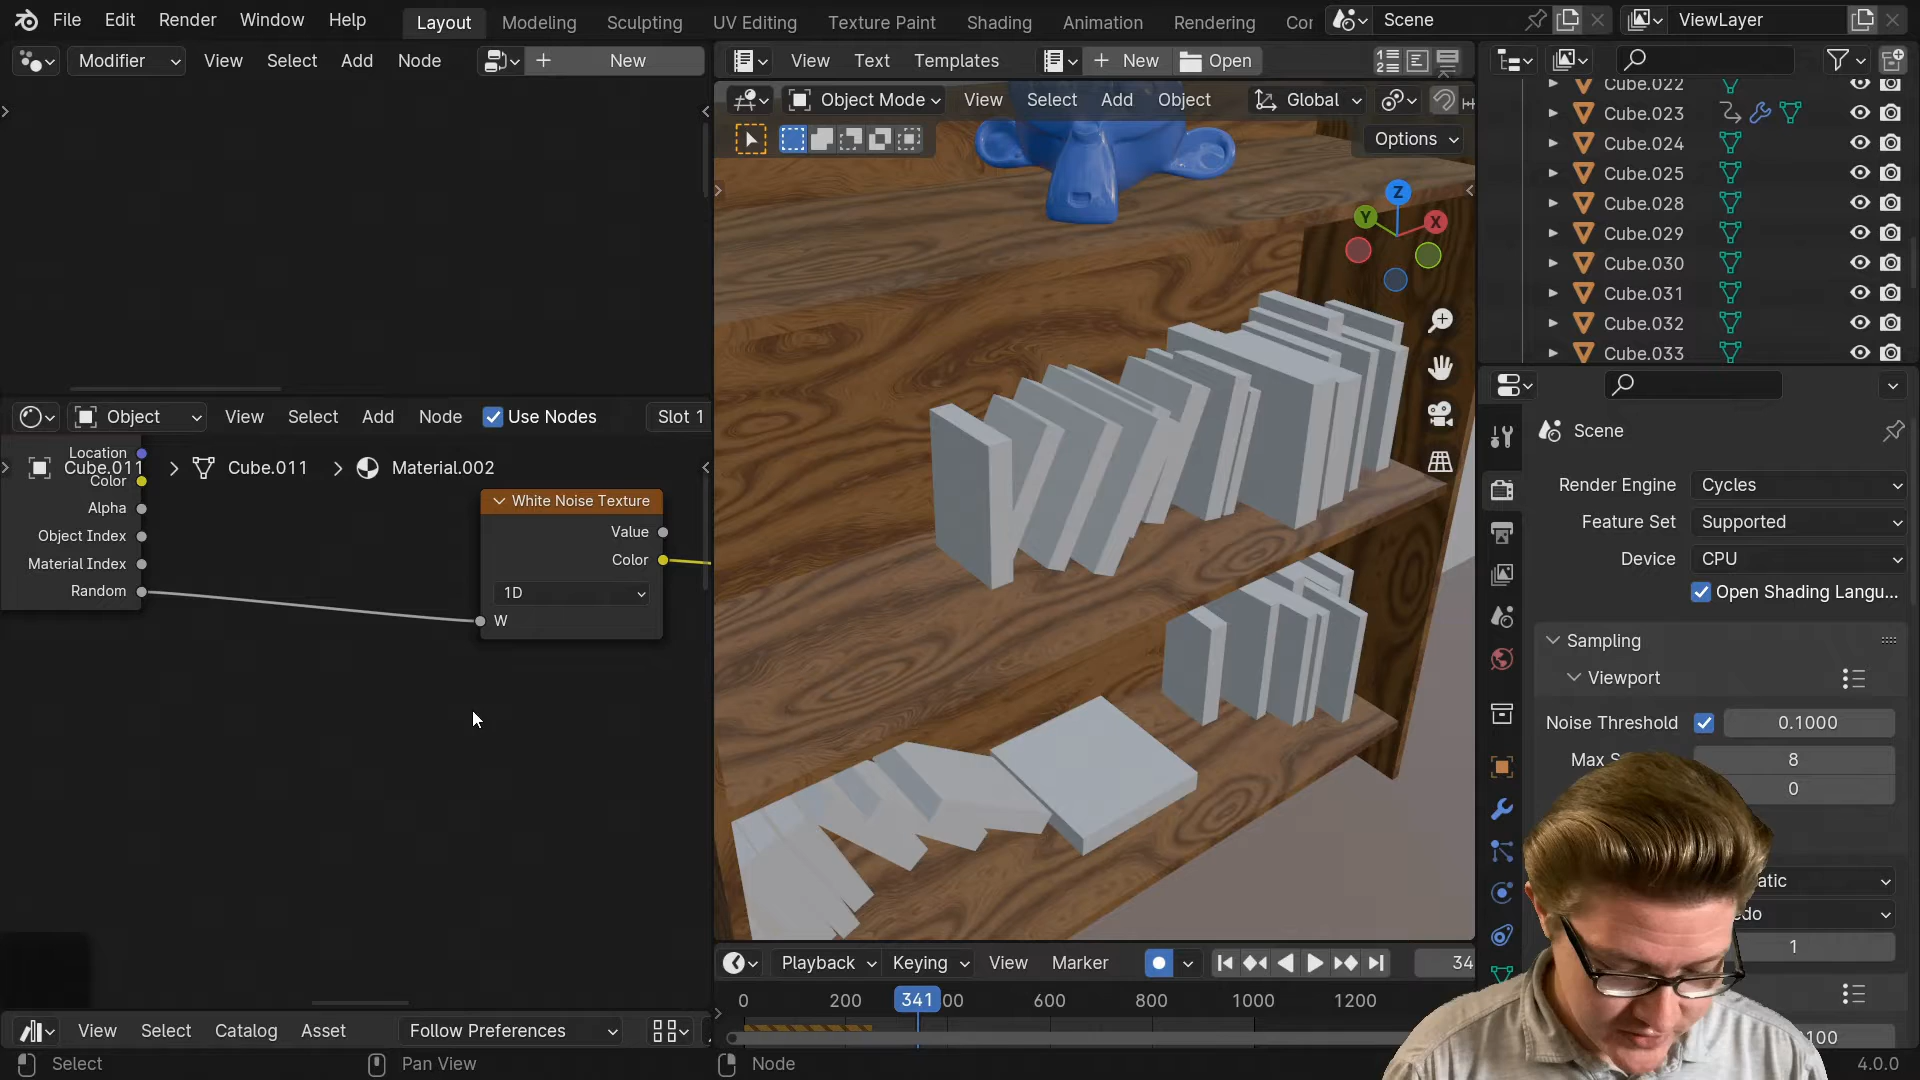 File Edit Render Window Help Layout Modeling Sculpting UV Editing Texture Paint Shading Animation Rendering Scene ViewLayer
Modifier View Select Add Node New
View Text Templates New Open
Object Mode View Select Add Object Global
Options
Z
Y
X
Cube.022
Cube.023
Cube.024
Cube.025
Cube.028
Cube.029
Cube.030
Cube.031
Cube.032
Cube.033
Object View Select Add Node Use Nodes Slot 1
Location
Cube.011 Cube.011 Material.002
Color
Alpha
Object Index
Material Index
Random
White Noise Texture
Value
Color
1D
W
Scene
Render Engine Cycles
Feature Set Supported
Device CPU
Open Shading Langu...
Sampling
Viewport
Noise Threshold 0.1000
Max 8
0
1
Playback Keying View Marker 34
0 200 341 600 800 1000 1200
View Select Catalog Asset Follow Preferences
Select Pan View Node 4.0.0